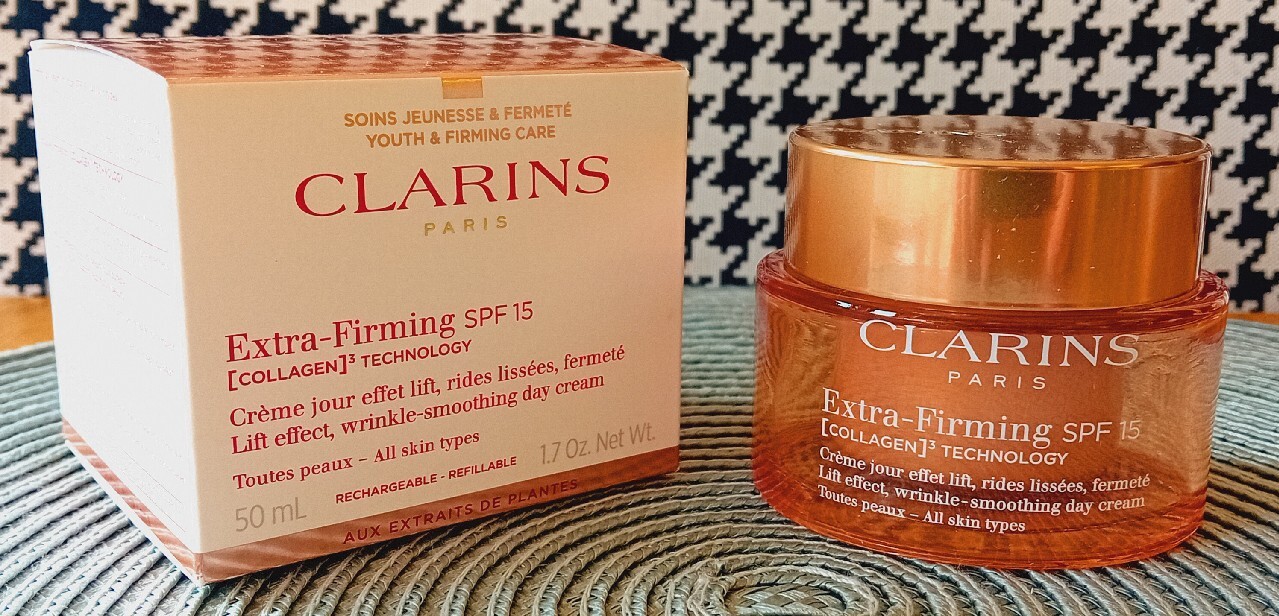 SOINS JEUNESSE & FERMETÉ
YOUTH & FIRMING CARE
CLARINS
PARIS
Extra-Firming SPF 15
[COLLAGEN]³ TECHNOLOGY
Crème jour effet lift, rides lissées, fermeté
Lift effect, wrinkle-smoothing day cream
Toutes peaux – All skin types
50 mL RECHARGEABLE - REFILLABLE 1.7 Oz. Net Wt.
AUX EXTRAITS DE PLANTES
CLARINS
PARIS
Extra-Firming SPF 15
[COLLAGEN]³ TECHNOLOGY
Crème jour effet lift, rides lissées, fermeté
Lift effect, wrinkle-smoothing day cream
Toutes peaux – All skin types